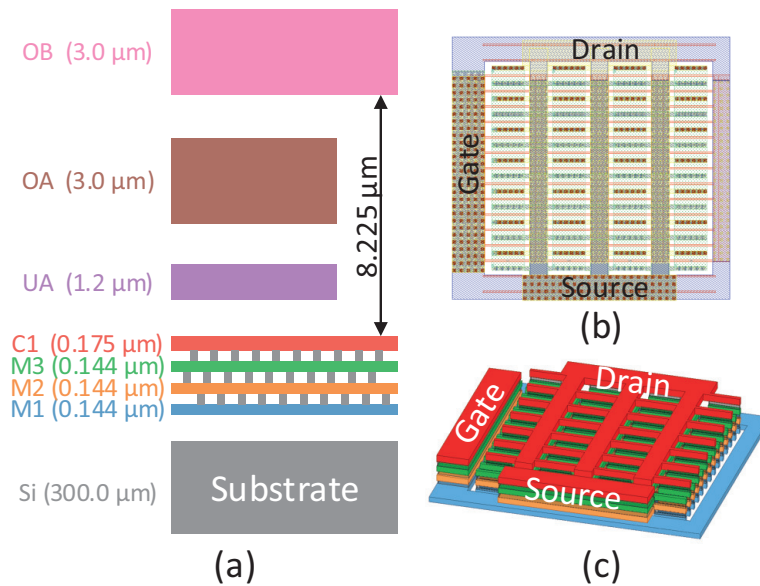 OB (3.0 µm)
OA (3.0 µm)
8.225 µm
UA (1.2 µm)
C1 (0.175 µm)
M3 (0.144 µm)
M2 (0.144 µm)
M1 (0.144 µm)
Si (300.0 µm)
Substrate
(a)
Drain
Gate
Source
(b)
Drain
Gate
Source
(c)